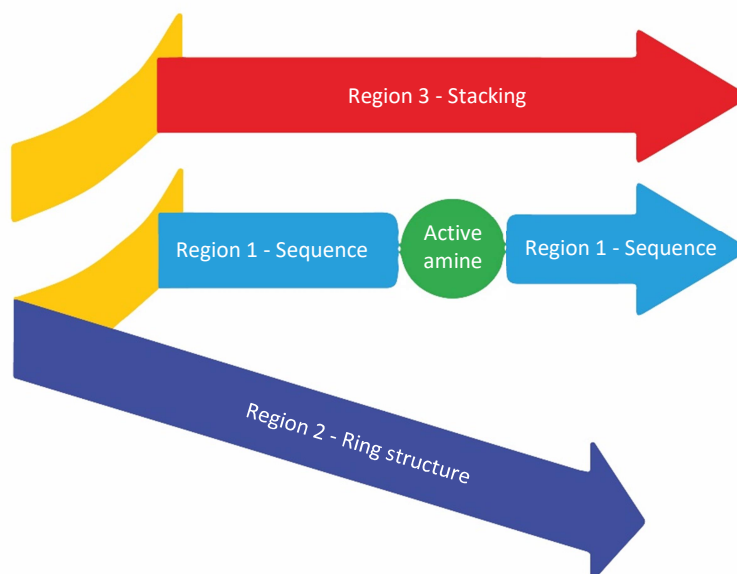 Region 3 - Stacking
Region 1 - Sequence
Active
amine
Region 1 - Sequence
Region 2 - Ring structure